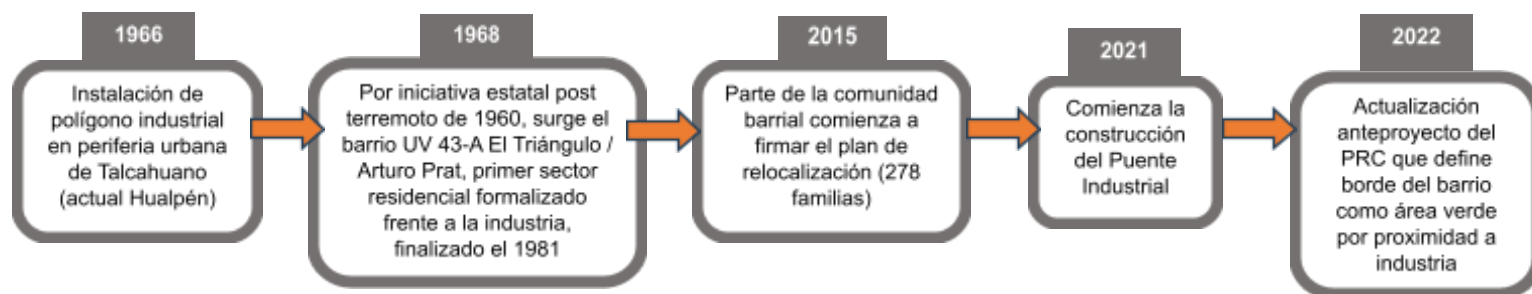 1966
Instalación de
polígono industrial
en periferia urbana
de Talcahuano
(actual Hualpén)
1968
Por iniciativa estatal post
terremoto de 1960, surge el
barrio UV 43-A El Triángulo /
Arturo Prat, primer sector
residencial formalizado
frente a la industria,
finalizado el 1981
2015
Parte de la comunidad
barrial comienza a
firmar el plan de
relocalización (278
familias)
2021
Comienza la
construcción
del Puente
Industrial
2022
Actualización
anteproyecto del
PRC que define
borde del barrio
como área verde
por proximidad a
industria